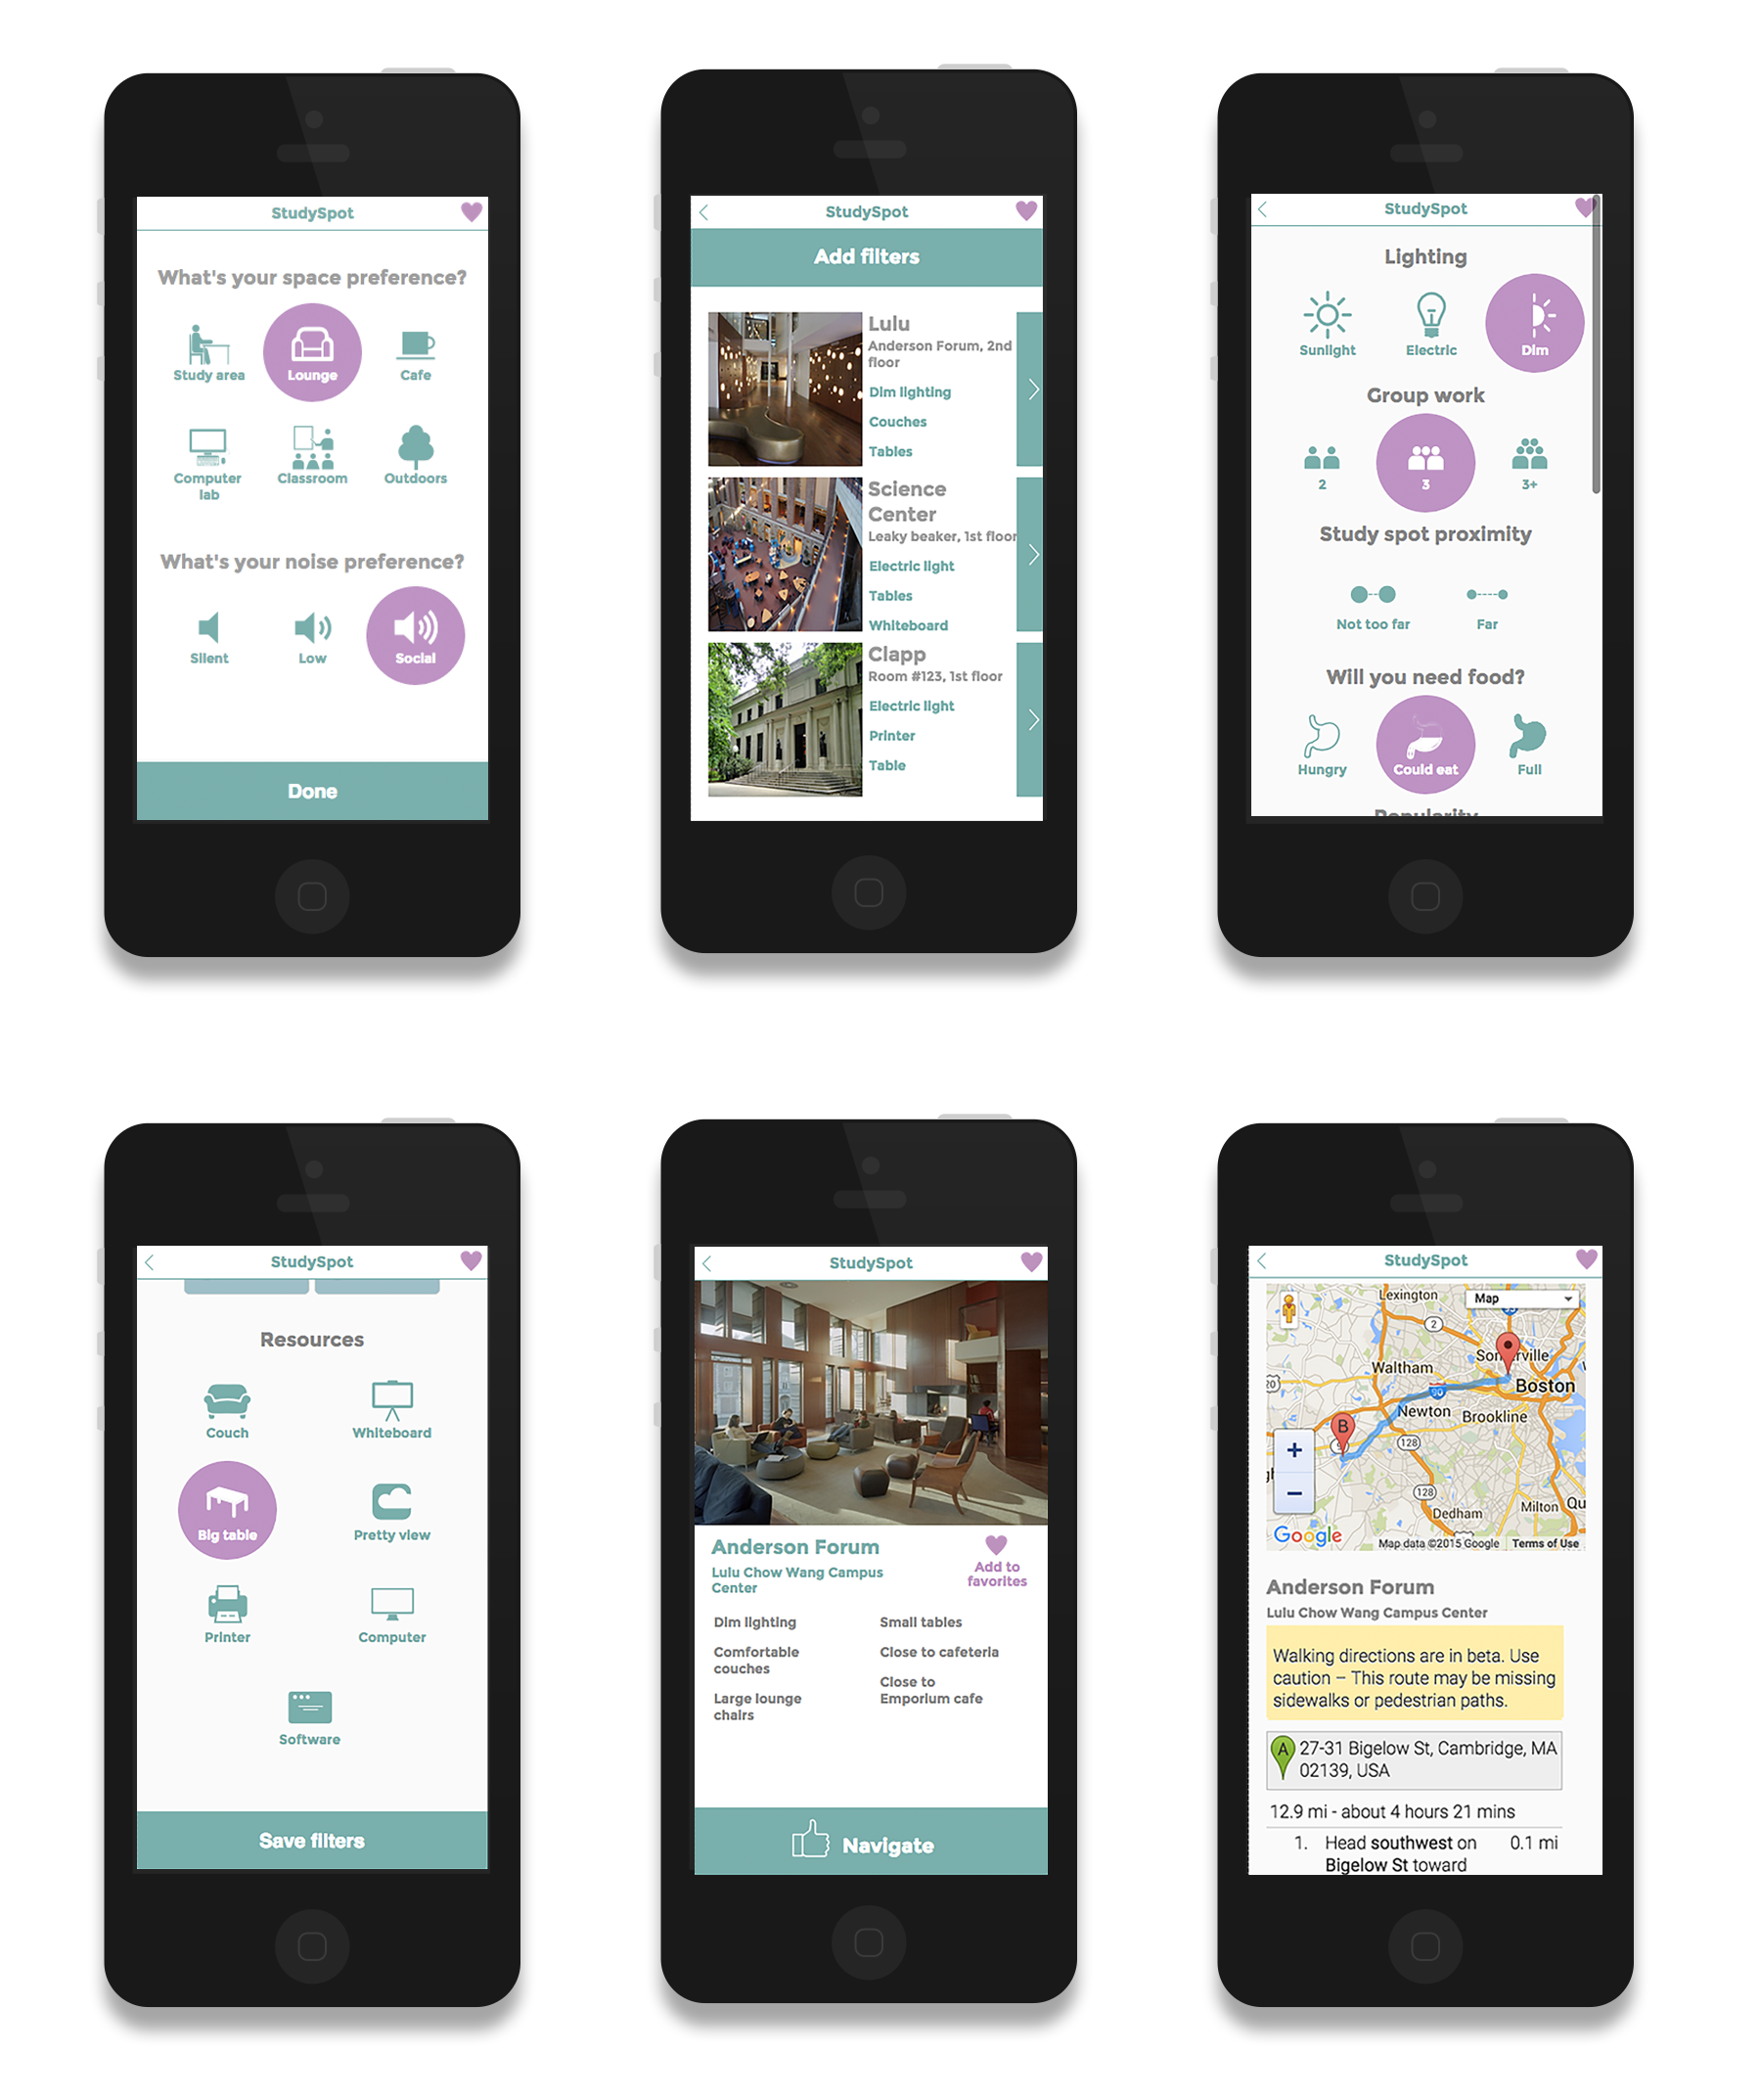 StudySpot
What's your space preference?
Study area
Lounge
Cafe
Computer
lab
Classroom
Outdoors
What's your noise preference?
Silent
Low
Social
Done
StudySpot
Add filters
Lulu
Anderson Forum, 2nd
floor
Dim lighting
Couches
Tables
Science
Center
Leaky beaker, 1st floor
Electric light
Tables
Whiteboard
Clapp
Room #123, 1st floor
Electric light
Printer
Table
StudySpot
Lighting
Sunlight
Electric
Dim
Group work
2
3
3+
Study spot proximity
Not too far
Far
Will you need food?
Hungry
Could eat
Full
Popularity
StudySpot
Resources
Couch
Whiteboard
Big table
Pretty view
Printer
Computer
Software
Save filters
StudySpot
Anderson Forum
Lulu Chow Wang Campus
Center
Add to
favorites
Dim lighting
Comfortable
couches
Large lounge
chairs
Small tables
Close to cafeteria
Close to
Emporium cafe
Navigate
StudySpot
Lexington
Map
2
Waltham
Boston
90
Newton
Brookline
B
128
128
Milton
Dedham
Google
Map data ©2015 Google
Terms of Use
Anderson Forum
Lulu Chow Wang Campus Center
Walking directions are in beta. Use
caution – This route may be missing
sidewalks or pedestrian paths.
A
27-31 Bigelow St, Cambridge, MA
02139, USA
12.9 mi - about 4 hours 21 mins
1. Head southwest on 0.1 mi
Bigelow St toward